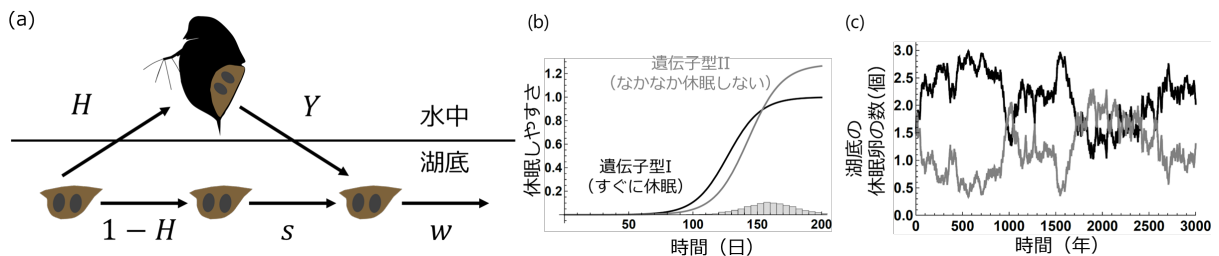 (a)
H
Y
水中
湖底
1 − H
s
w
(b)
休眠しやすさ
1.2
1.0
0.8
0.6
0.4
0.2
遺伝子型II
(なかなか休眠しない)
遺伝子型I
(すぐに休眠)
50
100
150
200
時間(日)
(c)
湖底の
休眠卵の数(個)
3.0
2.5
2.0
1.5
1.0
0.5
0.0
0
500
1000
1500
2000
2500
3000
時間(年)